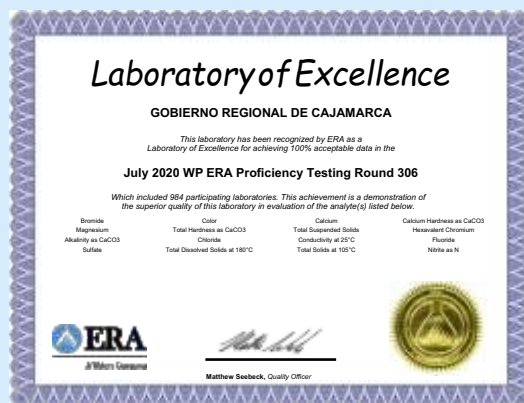 Laboratory of Excellence
GOBIERNO REGIONAL DE CAJAMARCA
This laboratory has been recognized by ERA as a
Laboratory of Excellence for achieving 100% acceptable data in the
July 2020 WP ERA Proficiency Testing Round 306
Which included 984 participating laboratories. This achievement is a demonstration of
the superior quality of this laboratory in evaluation of the analyte(s) listed below.
Bromide Color Calcium Calcium Hardness as CaCO3
Magnesium Total Hardness as CaCO3 Total Suspended Solids Hexavalent Chromium
Alkalinity as CaCO3 Chloride Conductivity at 25°C Fluoride
Sulfate Total Dissolved Solids at 180°C Total Solids at 105°C Nitrite as N
ERA
A Waters Company
Matthew Seebeck, Quality Officer